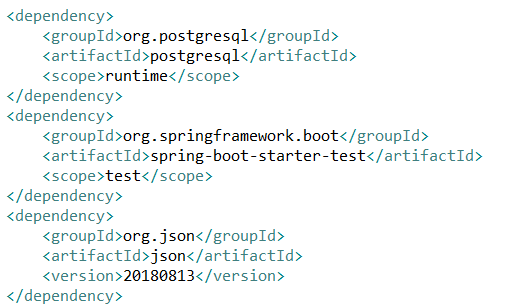 <dependency>
    <groupId>org.postgresql</groupId>
    <artifactId>postgresql</artifactId>
    <scope>runtime</scope>
</dependency>
<dependency>
    <groupId>org.springframework.boot</groupId>
    <artifactId>spring-boot-starter-test</artifactId>
    <scope>test</scope>
</dependency>
<dependency>
    <groupId>org.json</groupId>
    <artifactId>json</artifactId>
    <version>20180813</version>
</dependency>